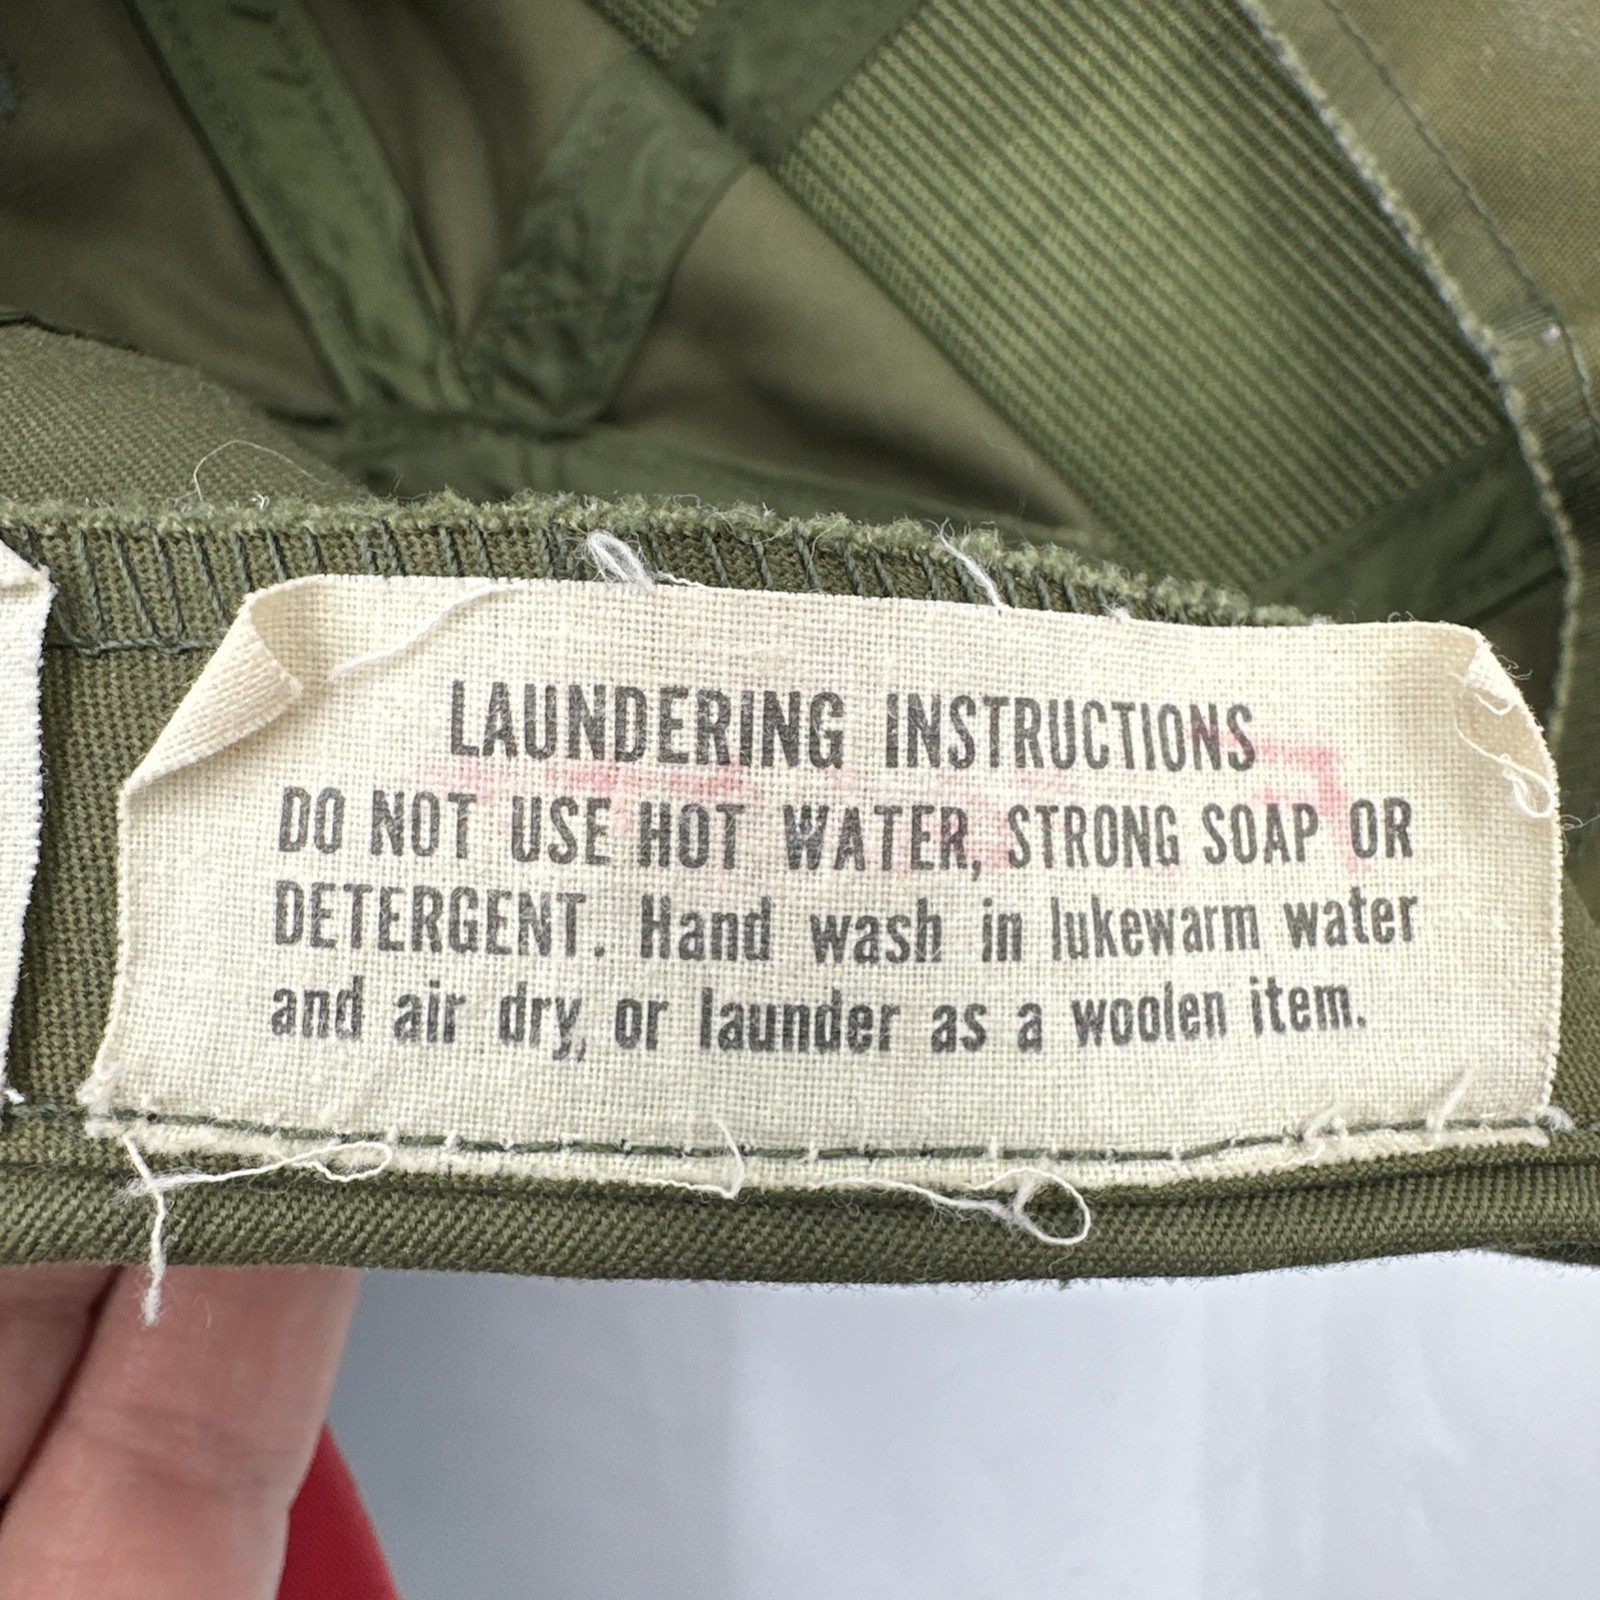 LAUNDERING INSTRUCTIONS
DO NOT USE HOT WATER, STRONG SOAP OR
DETERGENT. Hand wash in lukewarm water
and air dry, or launder as a woolen item.